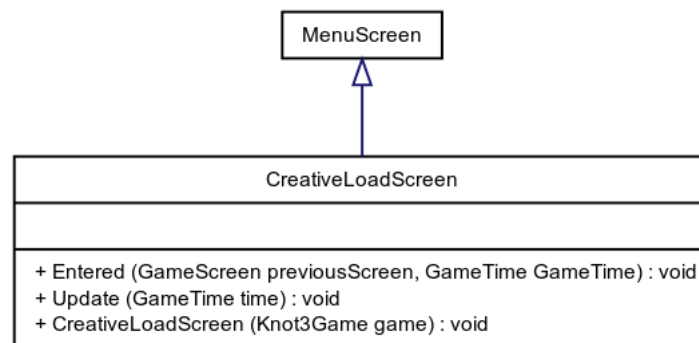 MenuScreen
CreativeLoadScreen
+ Entered (GameScreen previousScreen, GameTime GameTime) : void
+ Update (GameTime time) : void
+ CreativeLoadScreen (Knot3Game game) : void